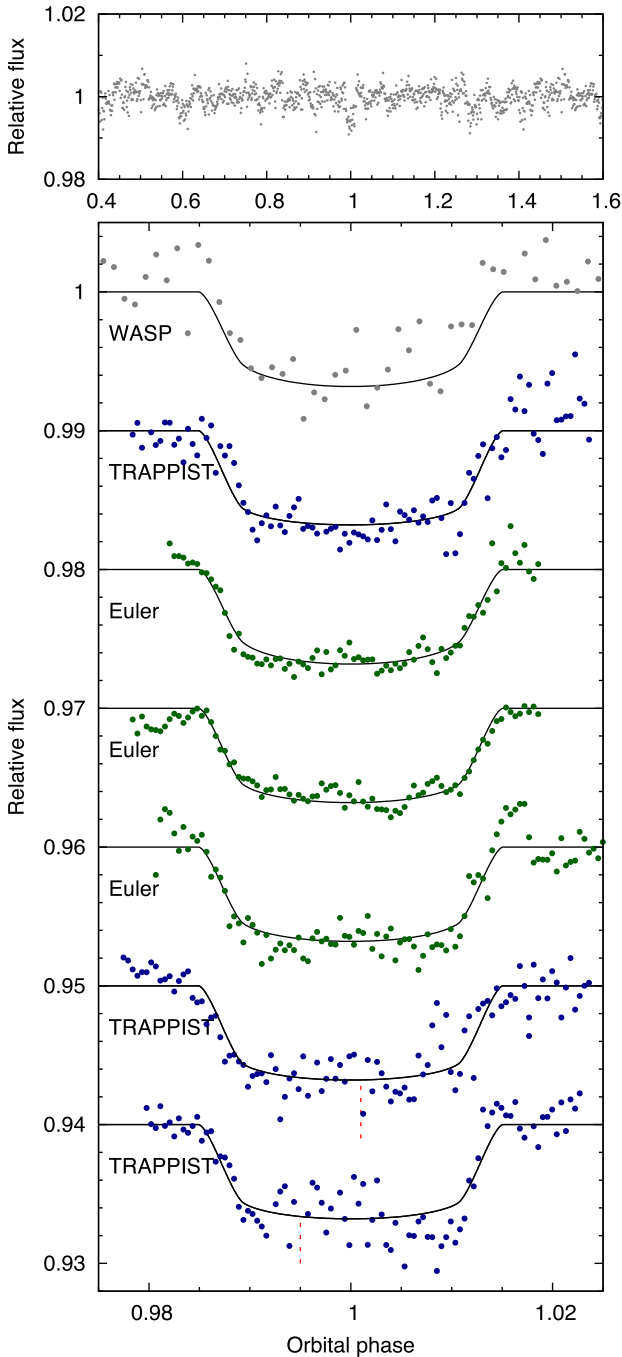 1.02
1
0.98
Relative flux
0.4 0.6 0.8 1 1.2 1.4 1.6
1
WASP
0.99
TRAPPIST
0.98
Euler
0.97
Euler
Relative flux
0.96
Euler
0.95
TRAPPIST
0.94
TRAPPIST
0.93
0.98 1 1.02
Orbital phase